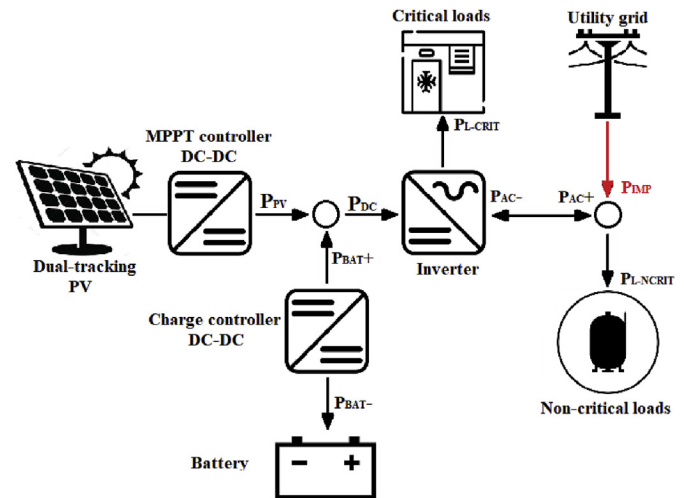 Critical loads
Utility grid
PL-CRIT
MPPT controller
DC-DC
PPV
PDC
PAC−
PAC+
PIMP
Dual-tracking
PV
Inverter
PBAT+
PL-NCRIT
Charge controller
DC-DC
PBAT−
Non-critical loads
Battery
− +